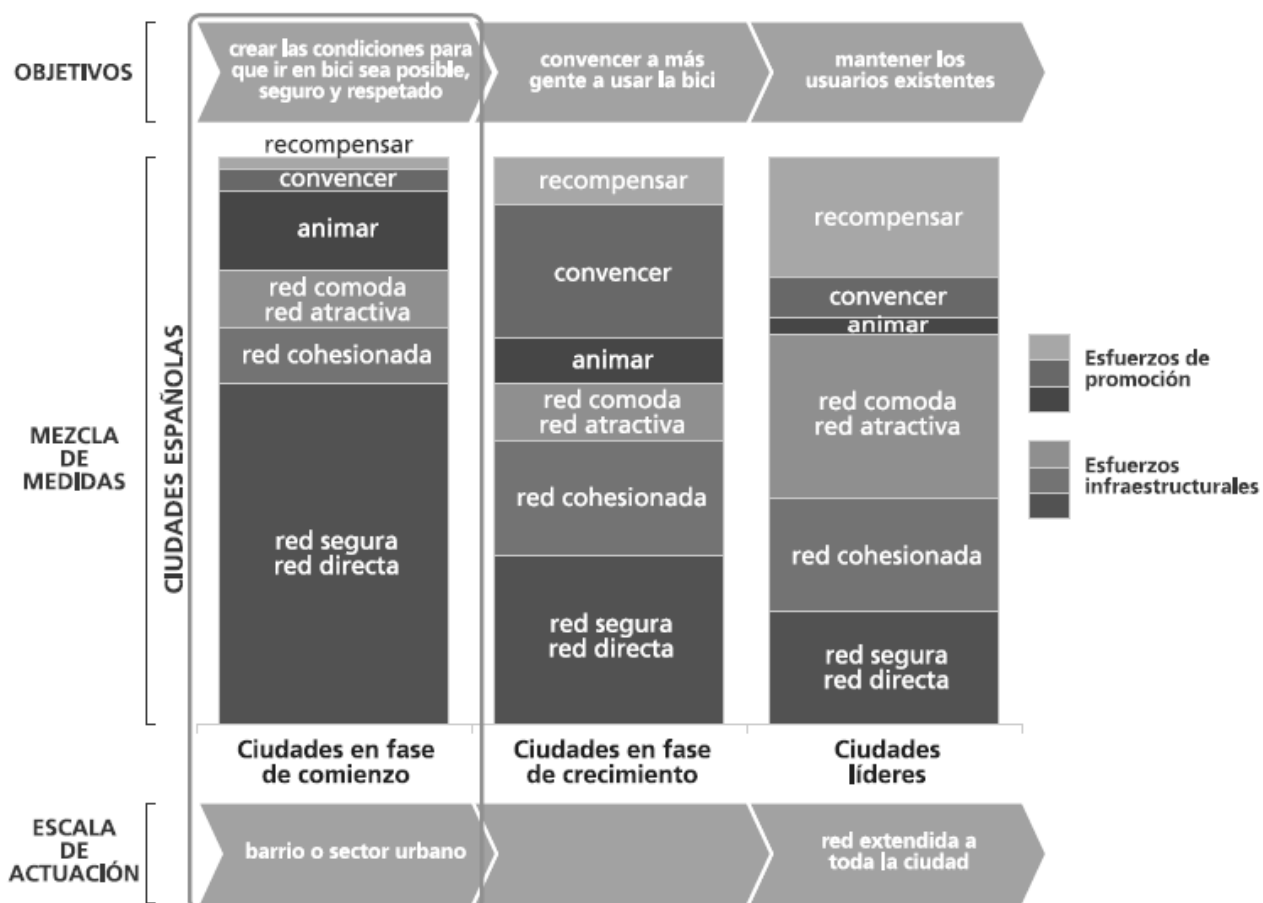 OBJETIVOS
crear las condiciones para
que ir en bici sea posible,
seguro y respetado
convencer a más
gente a usar la bici
mantener los
usuarios existentes
MEZCLA
DE
MEDIDAS
CIUDADES ESPAÑOLAS
recompensar
convencer
animar
red comoda
red atractiva
red cohesionada
red segura
red directa
Ciudades en fase
de comienzo
recompensar
convencer
animar
red comoda
red atractiva
red cohesionada
red segura
red directa
Ciudades en fase
de crecimiento
recompensar
convencer
animar
red comoda
red atractiva
red cohesionada
red segura
red directa
Ciudades
líderes
Esfuerzos de
promoción
Esfuerzos
infraestructurales
ESCALA
DE
ACTUACIÓN
barrio o sector urbano
red extendida a
toda la ciudad